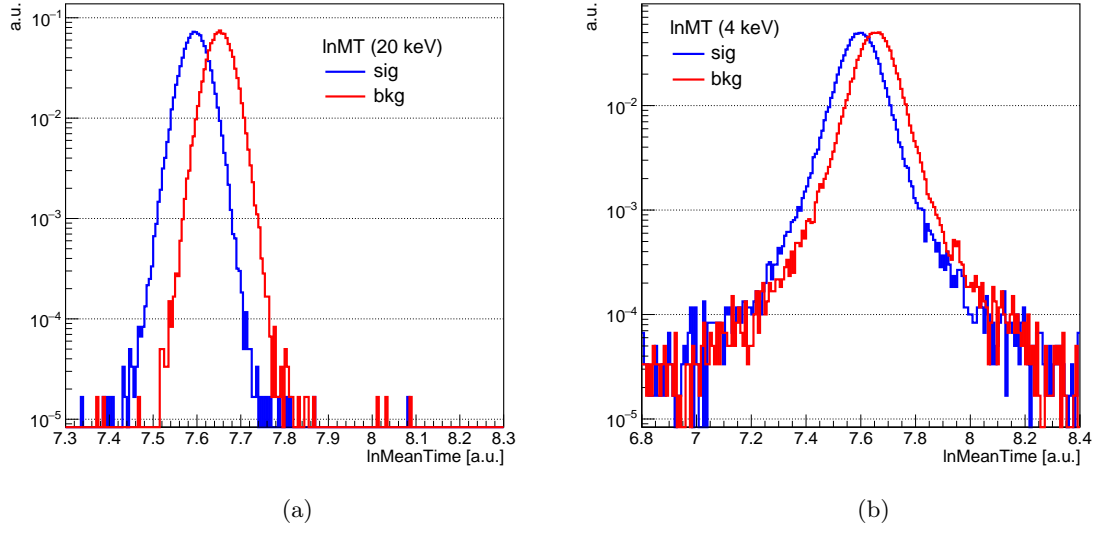 a.u.
lnMT (20 keV)
sig
bkg
10⁻¹
10⁻²
10⁻³
10⁻⁴
10⁻⁵
7.3 7.4 7.5 7.6 7.7 7.8 7.9 8 8.1 8.2 8.3
lnMeanTime [a.u.]
(a)
a.u.
lnMT (4 keV)
sig
bkg
10⁻²
10⁻³
10⁻⁴
10⁻⁵
6.8 7 7.2 7.4 7.6 7.8 8 8.2 8.4
lnMeanTime [a.u.]
(b)